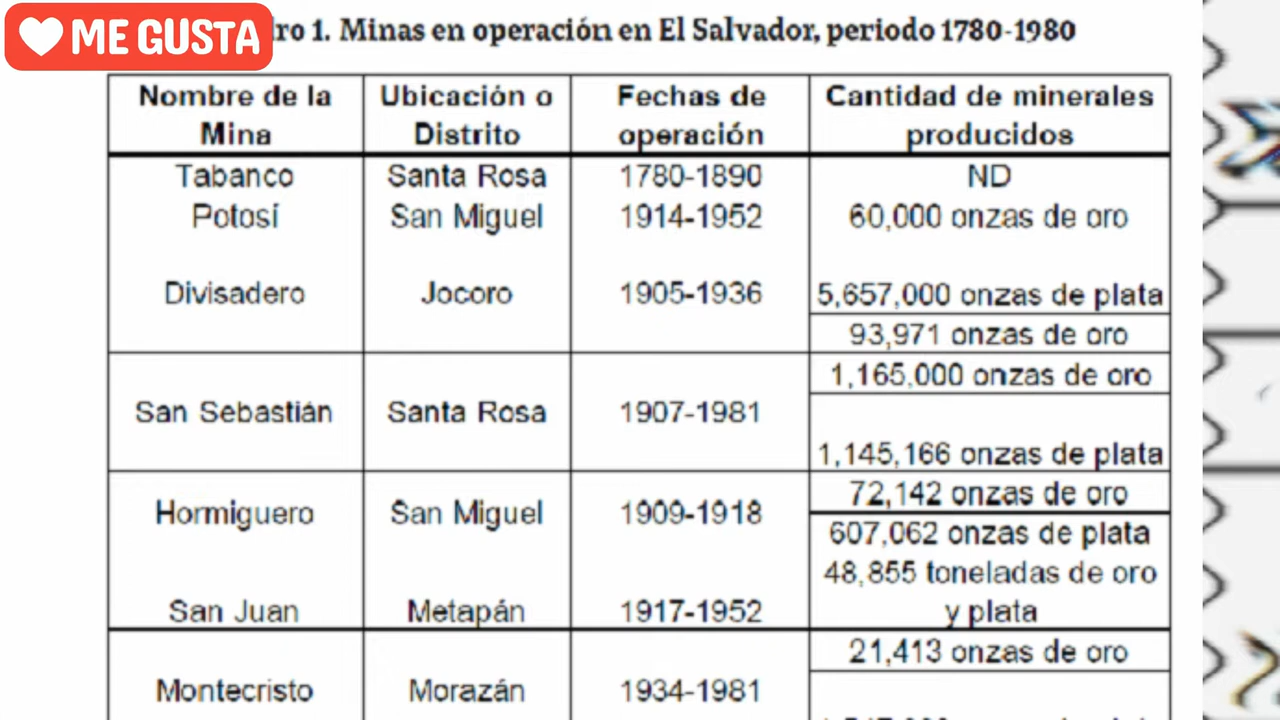 ME GUSTA
ro 1. Minas en operación en El Salvador, periodo 1780-1980
Nombre de la Mina Ubicación o Distrito Fechas de operación Cantidad de minerales producidos
Tabanco Santa Rosa 1780-1890 ND
Potosí San Miguel 1914-1952 60,000 onzas de oro
Divisadero Jocoro 1905-1936 5,657,000 onzas de plata
93,971 onzas de oro
1,165,000 onzas de oro
San Sebastián Santa Rosa 1907-1981
1,145,166 onzas de plata
72,142 onzas de oro
Hormiguero San Miguel 1909-1918
607,062 onzas de plata
48,855 toneladas de oro
San Juan Metapán 1917-1952 y plata
21,413 onzas de oro
Montecristo Morazán 1934-1981